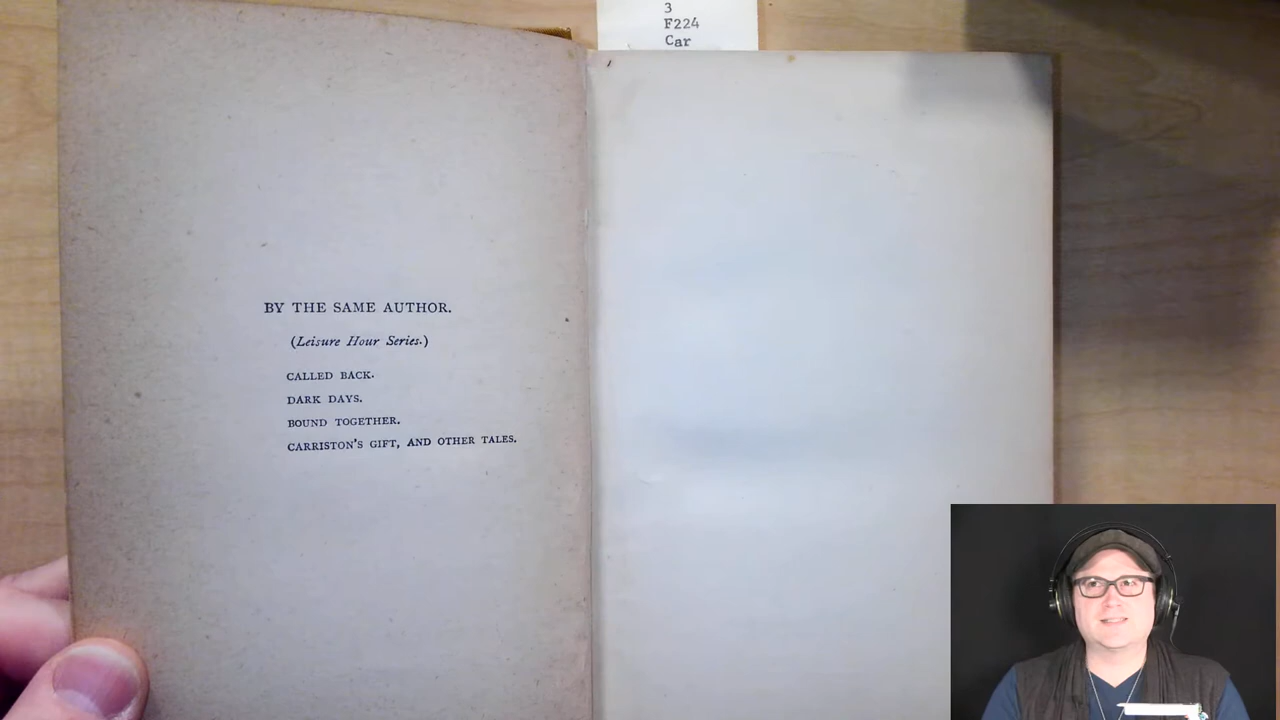 3
F224
Car
BY THE SAME AUTHOR.
(Leisure Hour Series.)
CALLED BACK.
DARK DAYS.
BOUND TOGETHER.
CARRISTON'S GIFT, AND OTHER TALES.